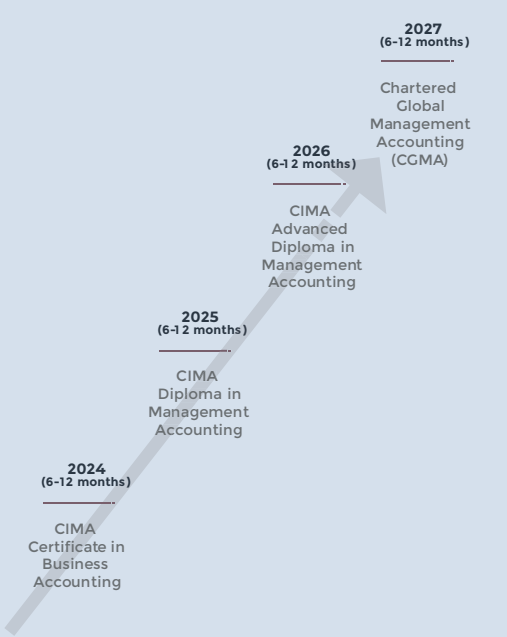 2027
(6-12 months)
Chartered
Global
Management
Accounting
(CGMA)
2026
(6-12 months)
CIMA
Advanced
Diploma in
Management
Accounting
2025
(6-12 months)
CIMA
Diploma in
Management
Accounting
2024
(6-12 months)
CIMA
Certificate in
Business
Accounting